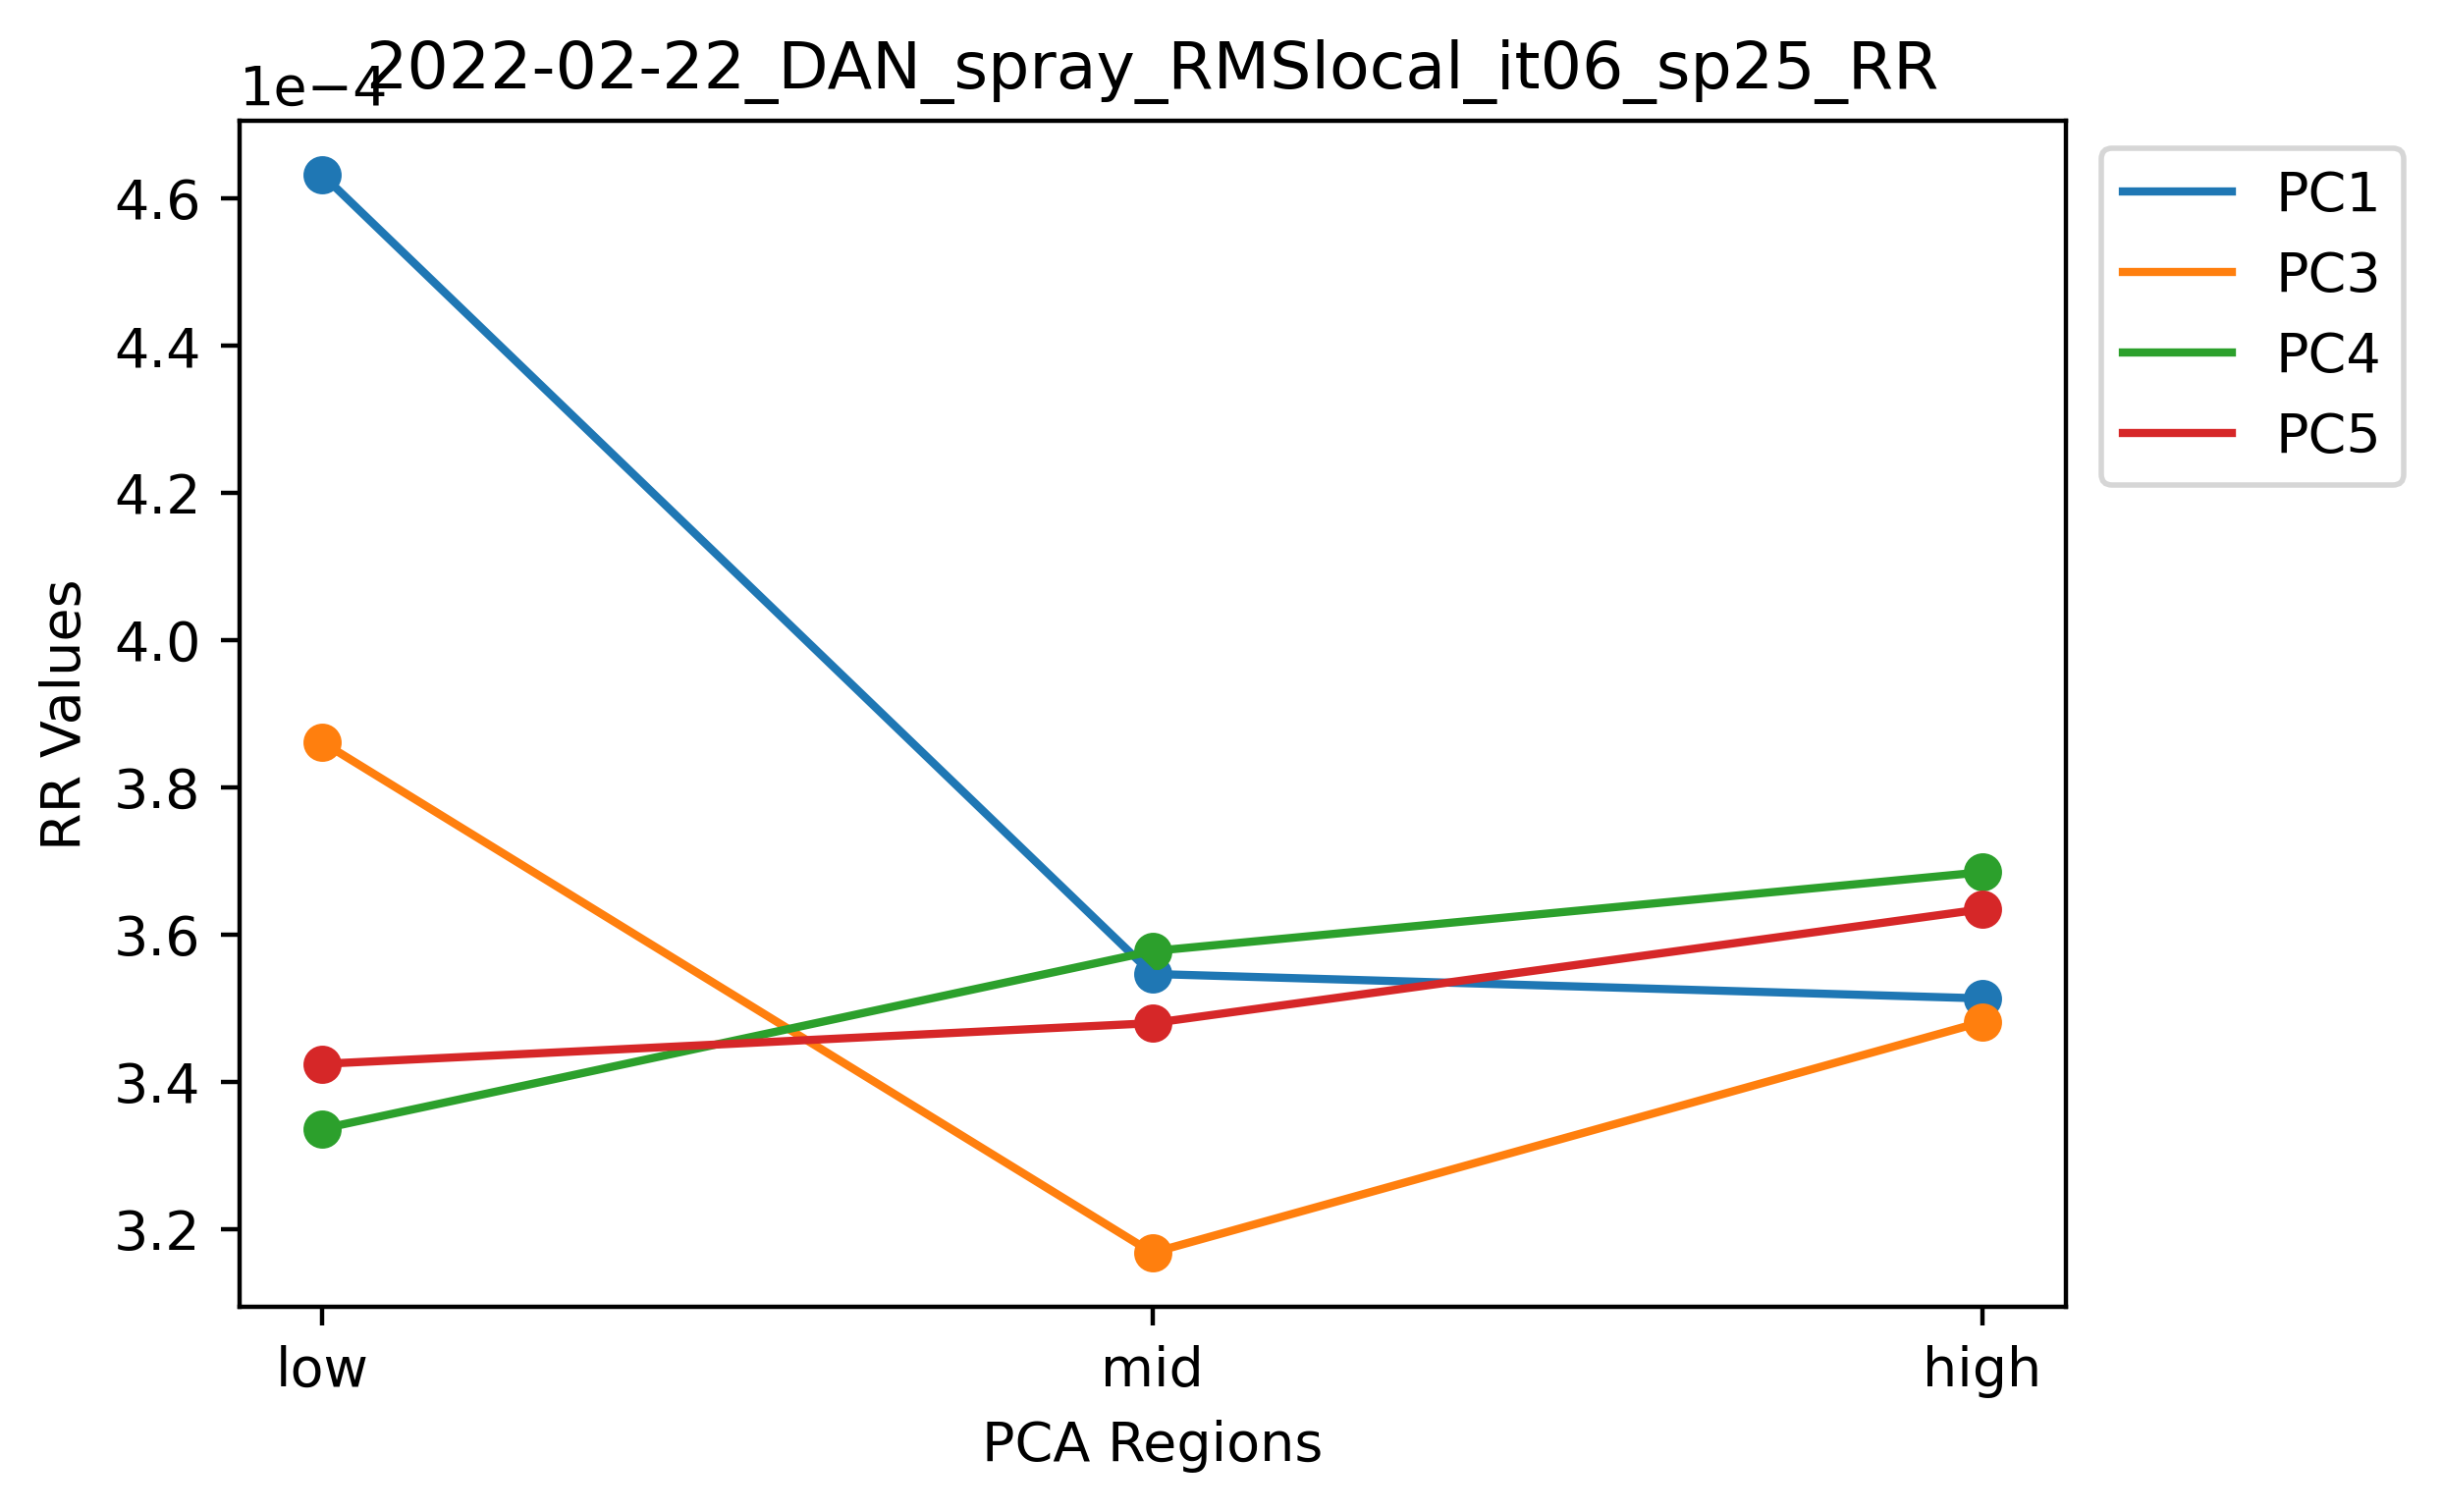 2022-02-22_DAN_spray_RMSlocal_it06_sp25_RR
1e−4
4.6
4.4
4.2
4.0
3.8
3.6
3.4
3.2
RR Values
low mid high
PCA Regions
PC1
PC3
PC4
PC5